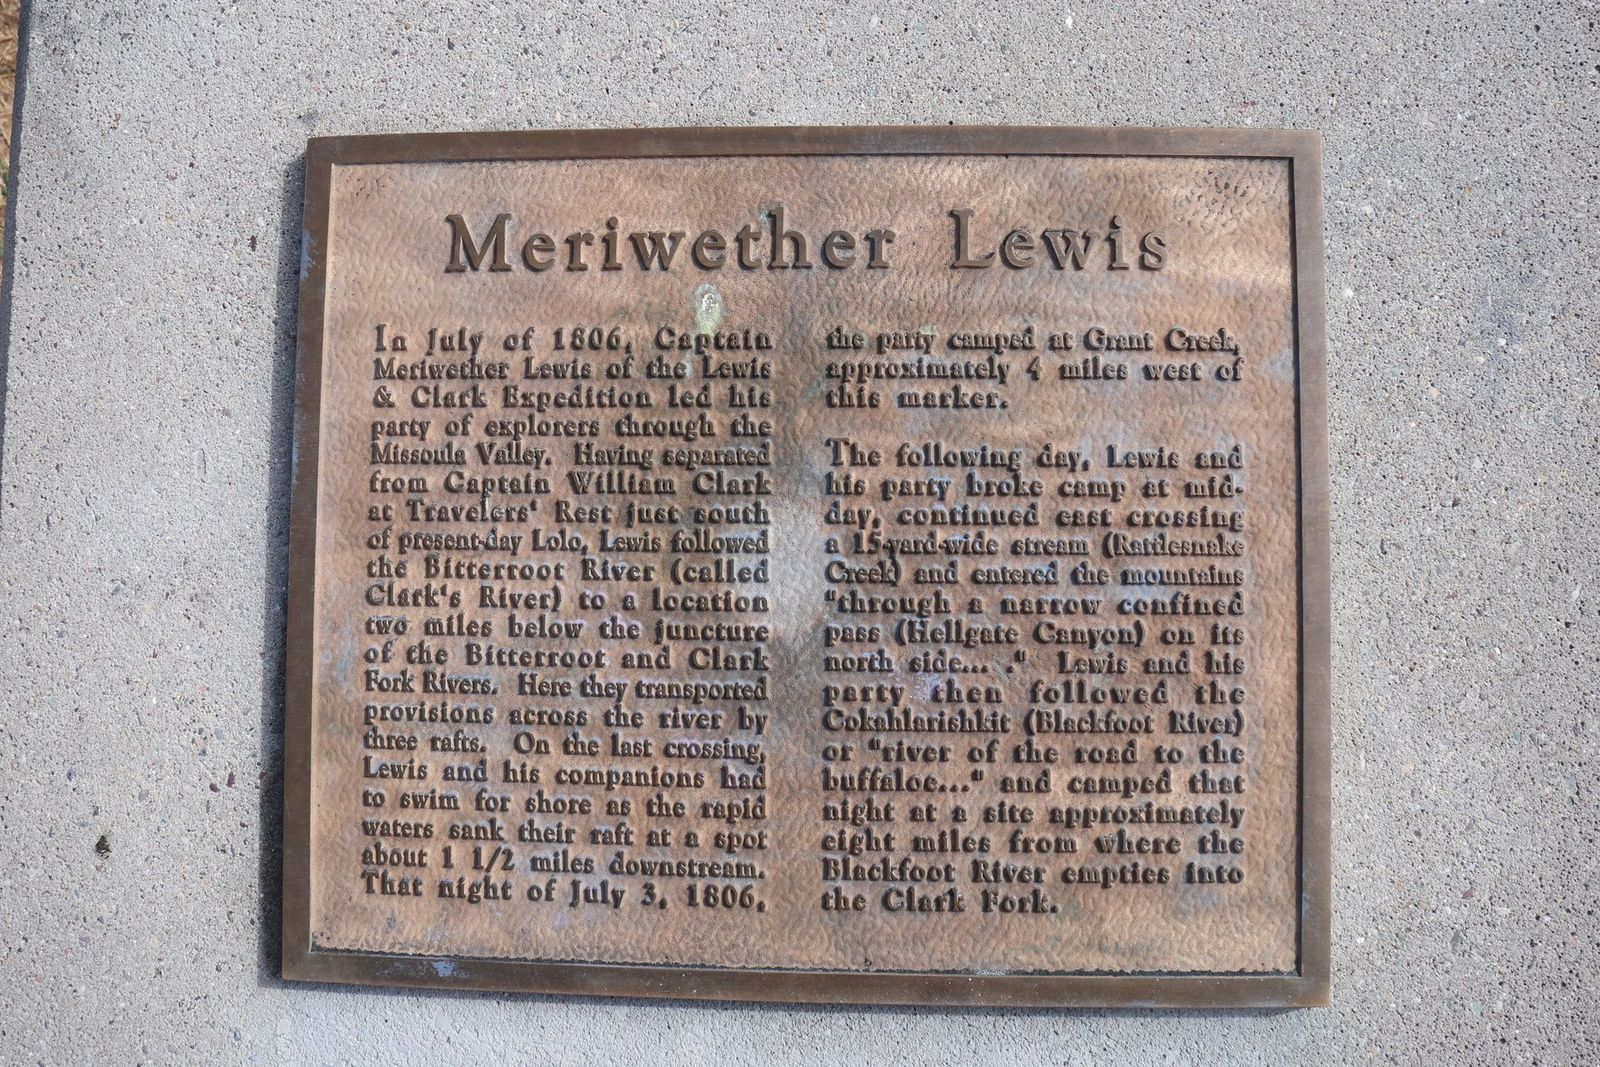 Meriwether Lewis
In July of 1806, Captain
Meriwether Lewis of the Lewis
& Clark Expedition led his
party of explorers through the
Missoula Valley. Having separated
from Captain William Clark
at Travelers' Rest just south
of present-day Lolo, Lewis followed
the Bitterroot River (called
Clark's River) to a location
two miles below the juncture
of the Bitterroot and Clark
Fork Rivers. Here they transported
provisions across the river by
three rafts. On the last crossing,
Lewis and his companions had
to swim for shore as the rapid
waters sank their raft at a spot
about 1 1/2 miles downstream.
That night of July 3, 1806,
the party camped at Grant Creek,
approximately 4 miles west of
this marker.
The following day, Lewis and
his party broke camp at mid-
day, continued east crossing
a 15-yard-wide stream (Rattlesnake
Creek) and entered the mountains
"through a narrow confined
pass (Hellgate Canyon) on its
north side... ." Lewis and his
party then followed the
Cokahlarishkit (Blackfoot River)
or "river of the road to the
buffaloe..." and camped that
night at a site approximately
eight miles from where the
Blackfoot River empties into
the Clark Fork.